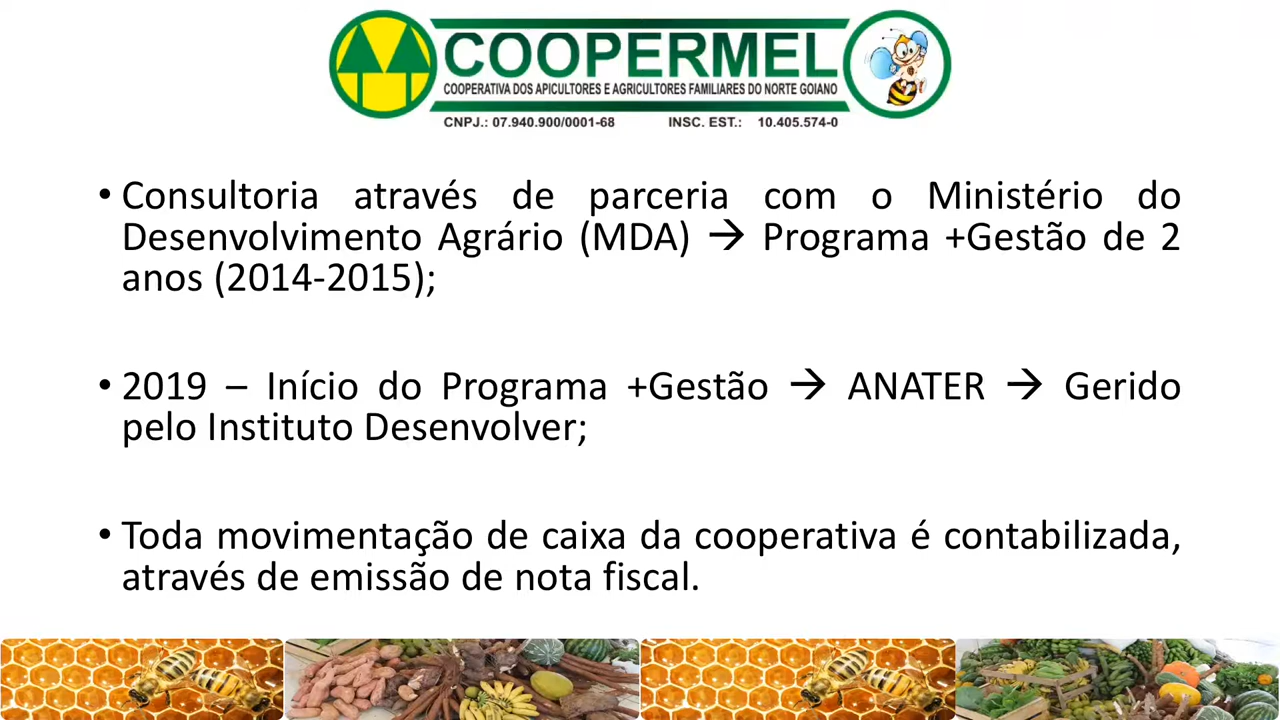 COOPERMEL
COOPERATIVA DOS APICULTORES E AGRICULTORES FAMILIARES DO NORTE GOIANO
CNPJ.: 07.940.900/0001-68 INSC. EST.: 10.405.574-0
• Consultoria através de parceria com o Ministério do
Desenvolvimento Agrário (MDA) → Programa +Gestão de 2
anos (2014-2015);
• 2019 – Início do Programa +Gestão → ANATER → Gerido
pelo Instituto Desenvolver;
• Toda movimentação de caixa da cooperativa é contabilizada,
através de emissão de nota fiscal.